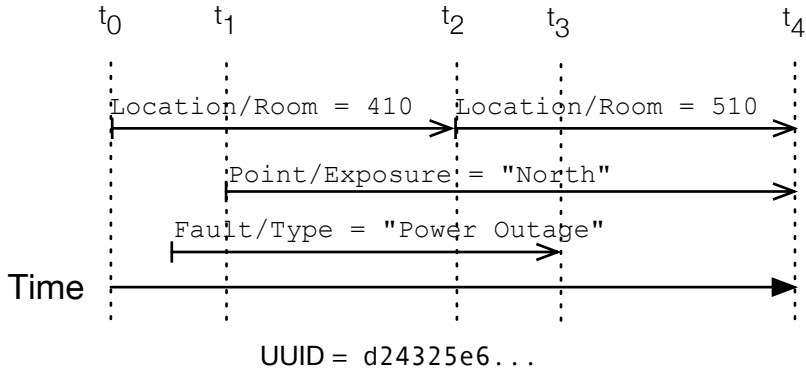 t0 t1 t2 t3 t4
Location/Room = 410 Location/Room = 510
Point/Exposure = "North"
Fault/Type = "Power Outage"
Time
UUID = d24325e6...